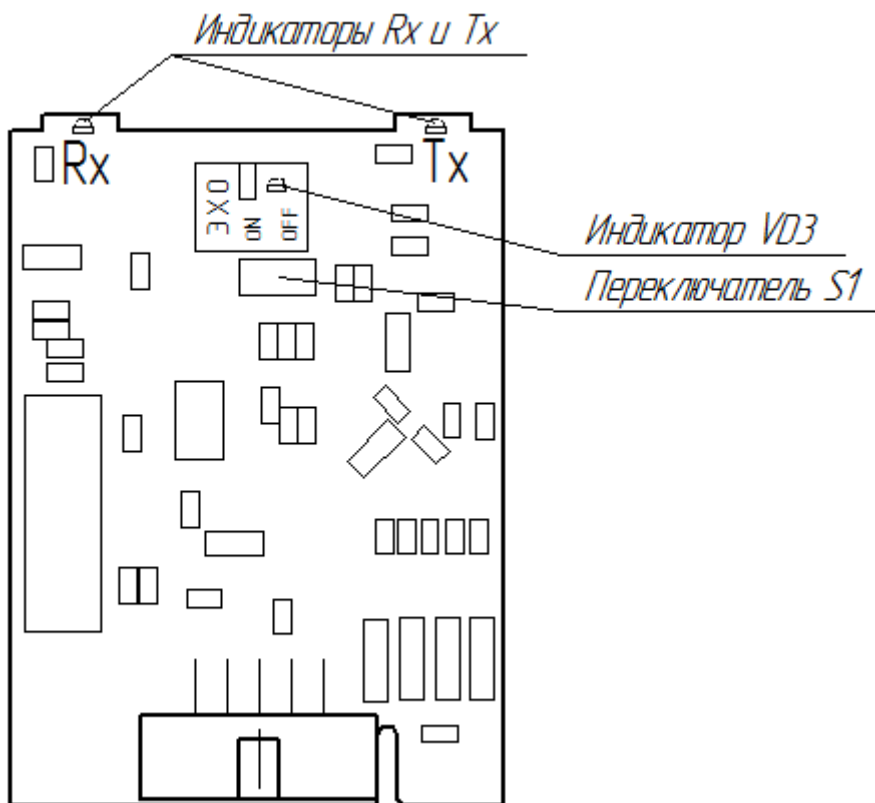 Индикаторы Rx и Tx
Rx
Tx
ЭХО
ON
OFF
Индикатор VD3
Переключатель S1